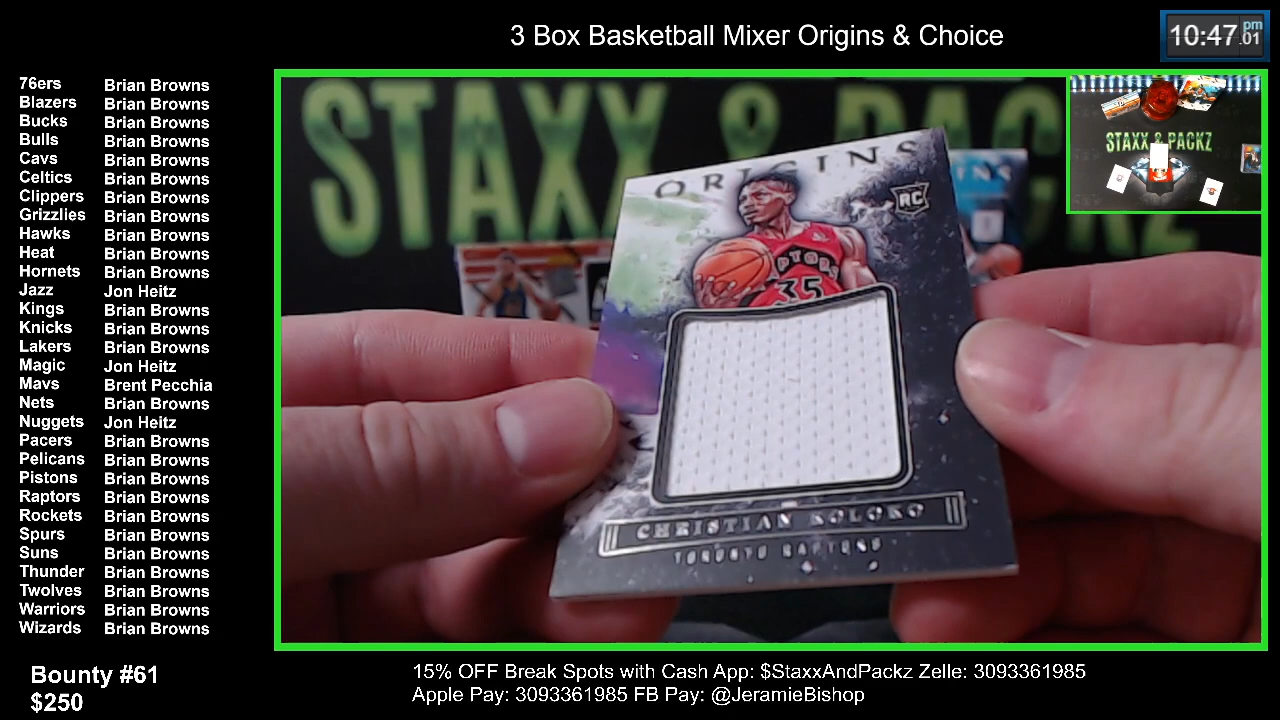 3 Box Basketball Mixer Origins & Choice
10:47 pm .01
76ers Brian Browns
Blazers Brian Browns
Bucks Brian Browns
Bulls Brian Browns
Cavs Brian Browns
Celtics Brian Browns
Clippers Brian Browns
Grizzlies Brian Browns
Hawks Brian Browns
Heat Brian Browns
Hornets Brian Browns
Jazz Jon Heitz
Kings Brian Browns
Knicks Brian Browns
Lakers Brian Browns
Magic Jon Heitz
Mavs Brent Pecchia
Nets Brian Browns
Nuggets Jon Heitz
Pacers Brian Browns
Pelicans Brian Browns
Pistons Brian Browns
Raptors Brian Browns
Rockets Brian Browns
Spurs Brian Browns
Suns Brian Browns
Thunder Brian Browns
Twolves Brian Browns
Warriors Brian Browns
Wizards Brian Browns
Bounty #61
$250
STAXX & PACKZ
ORIGINS
RC
35
CHRISTIAN KOLOKO
TORONTO RAPTORS
STAXX & PACKZ
15% OFF Break Spots with Cash App: $StaxxAndPackz Zelle: 3093361985
Apple Pay: 3093361985 FB Pay: @JeramieBishop